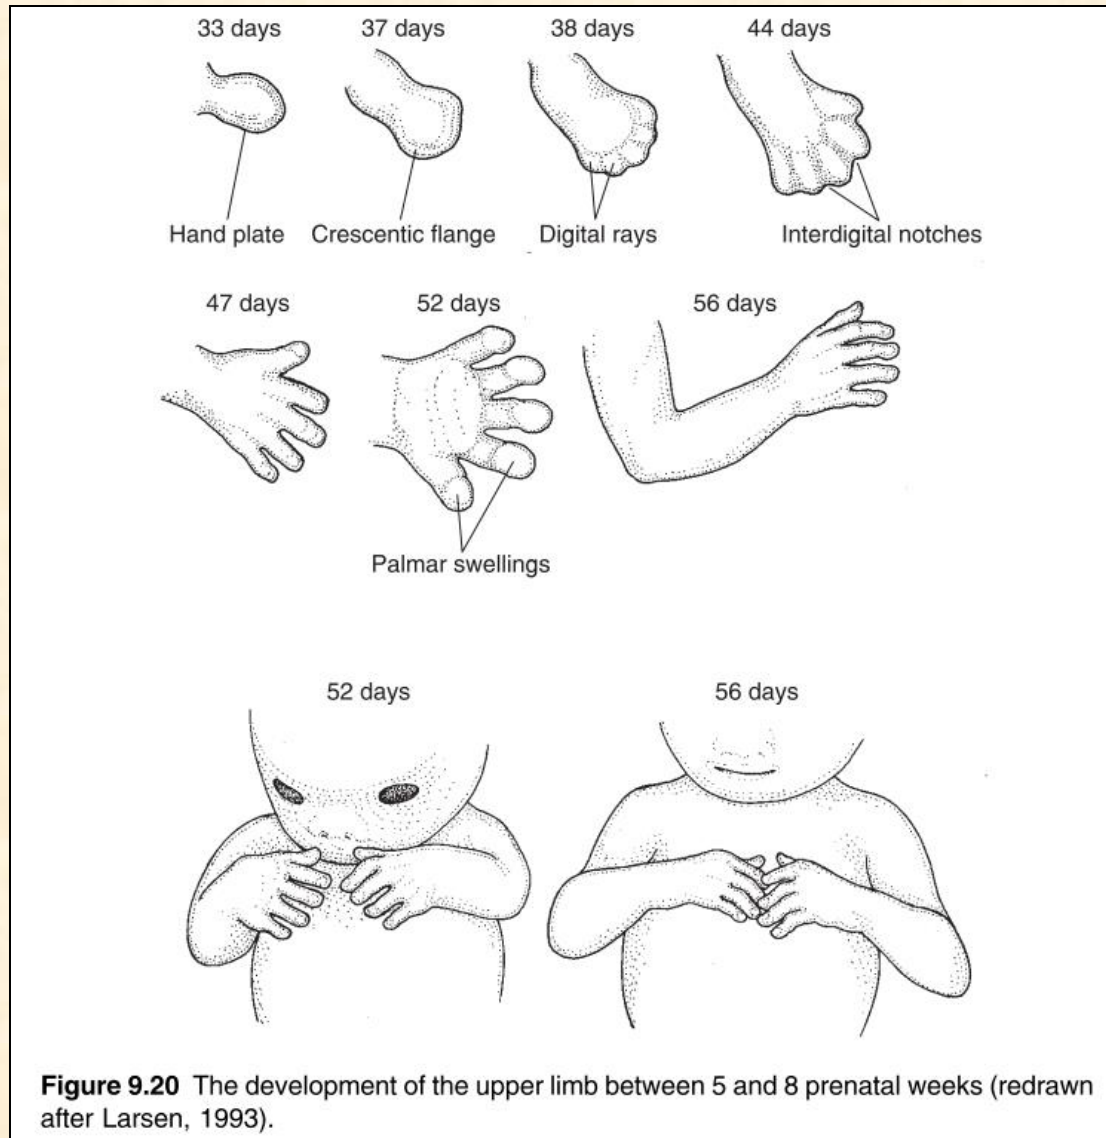 33 days 37 days 38 days 44 days
Hand plate Crescentic flange Digital rays Interdigital notches
47 days 52 days 56 days
Palmar swellings
52 days 56 days
Figure 9.20 The development of the upper limb between 5 and 8 prenatal weeks (redrawn
after Larsen, 1993).